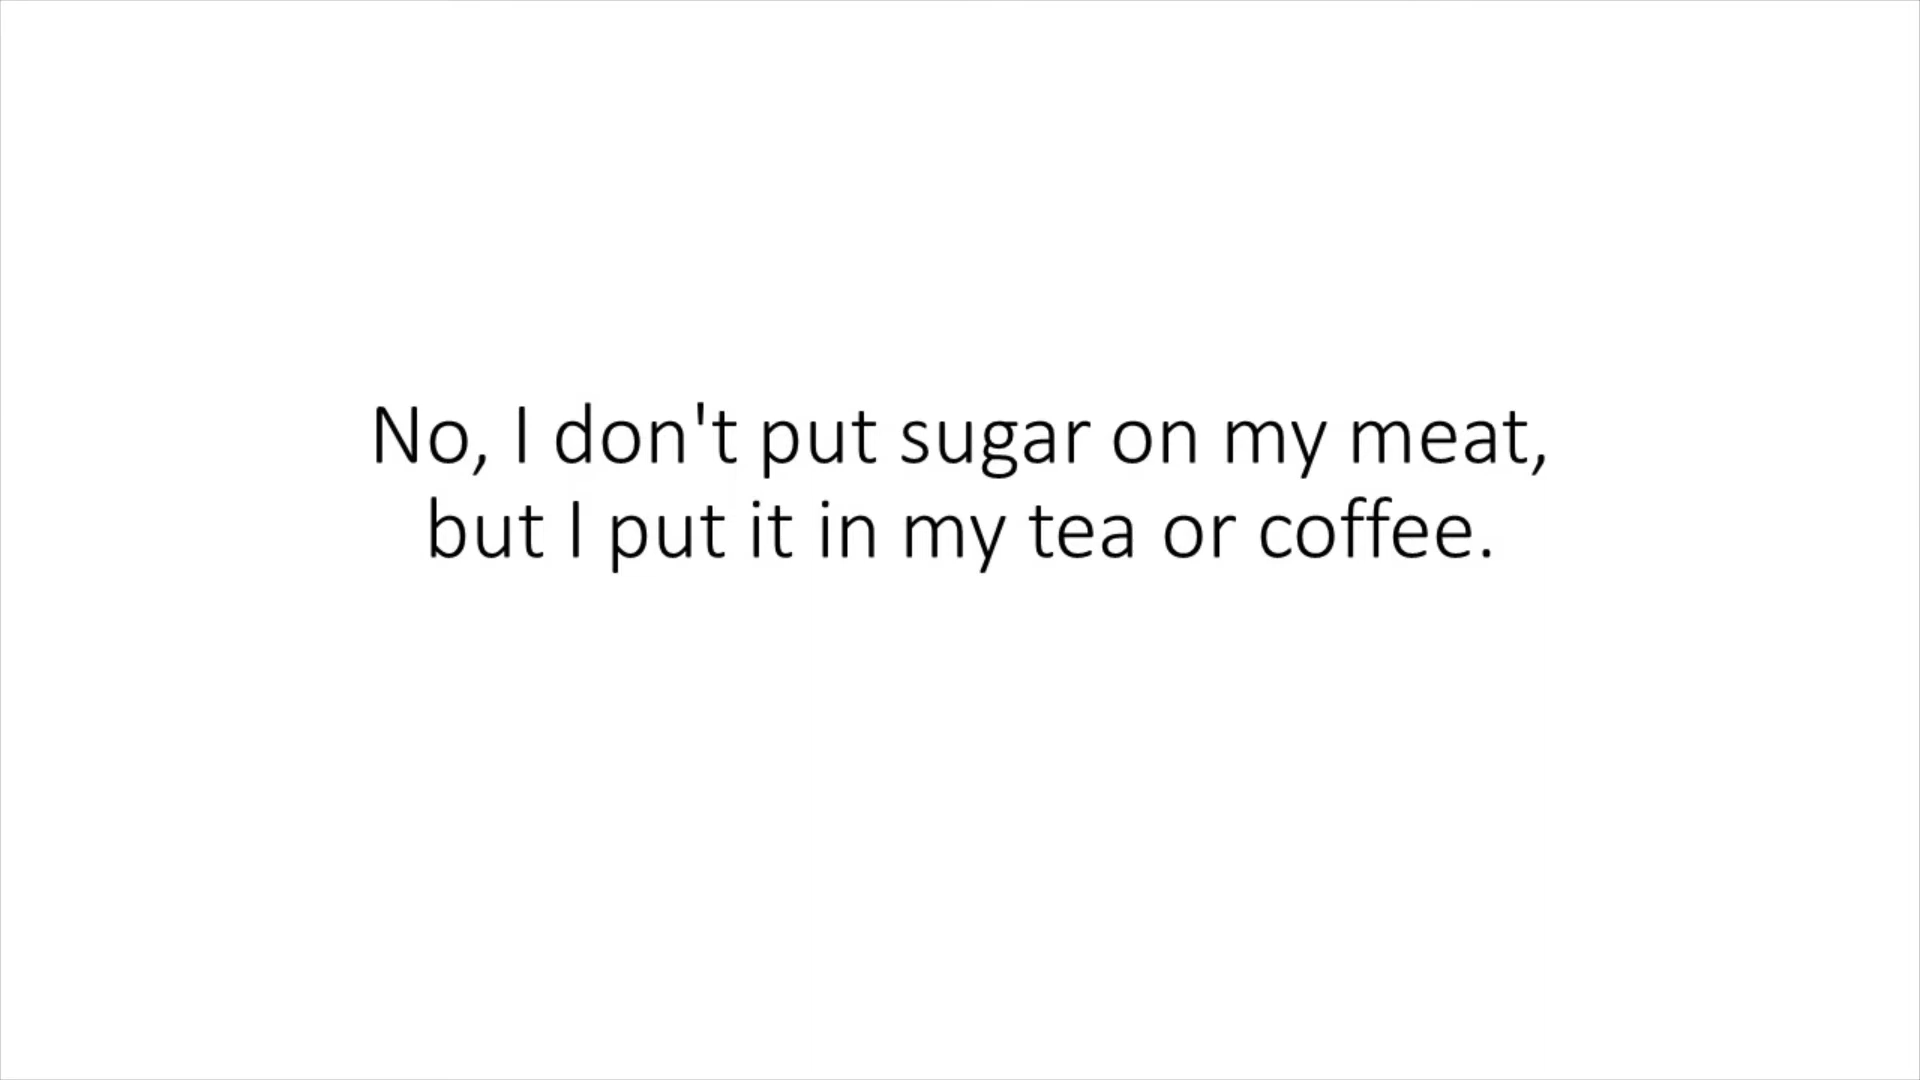 No, I don't put sugar on my meat,
but I put it in my tea or coffee.